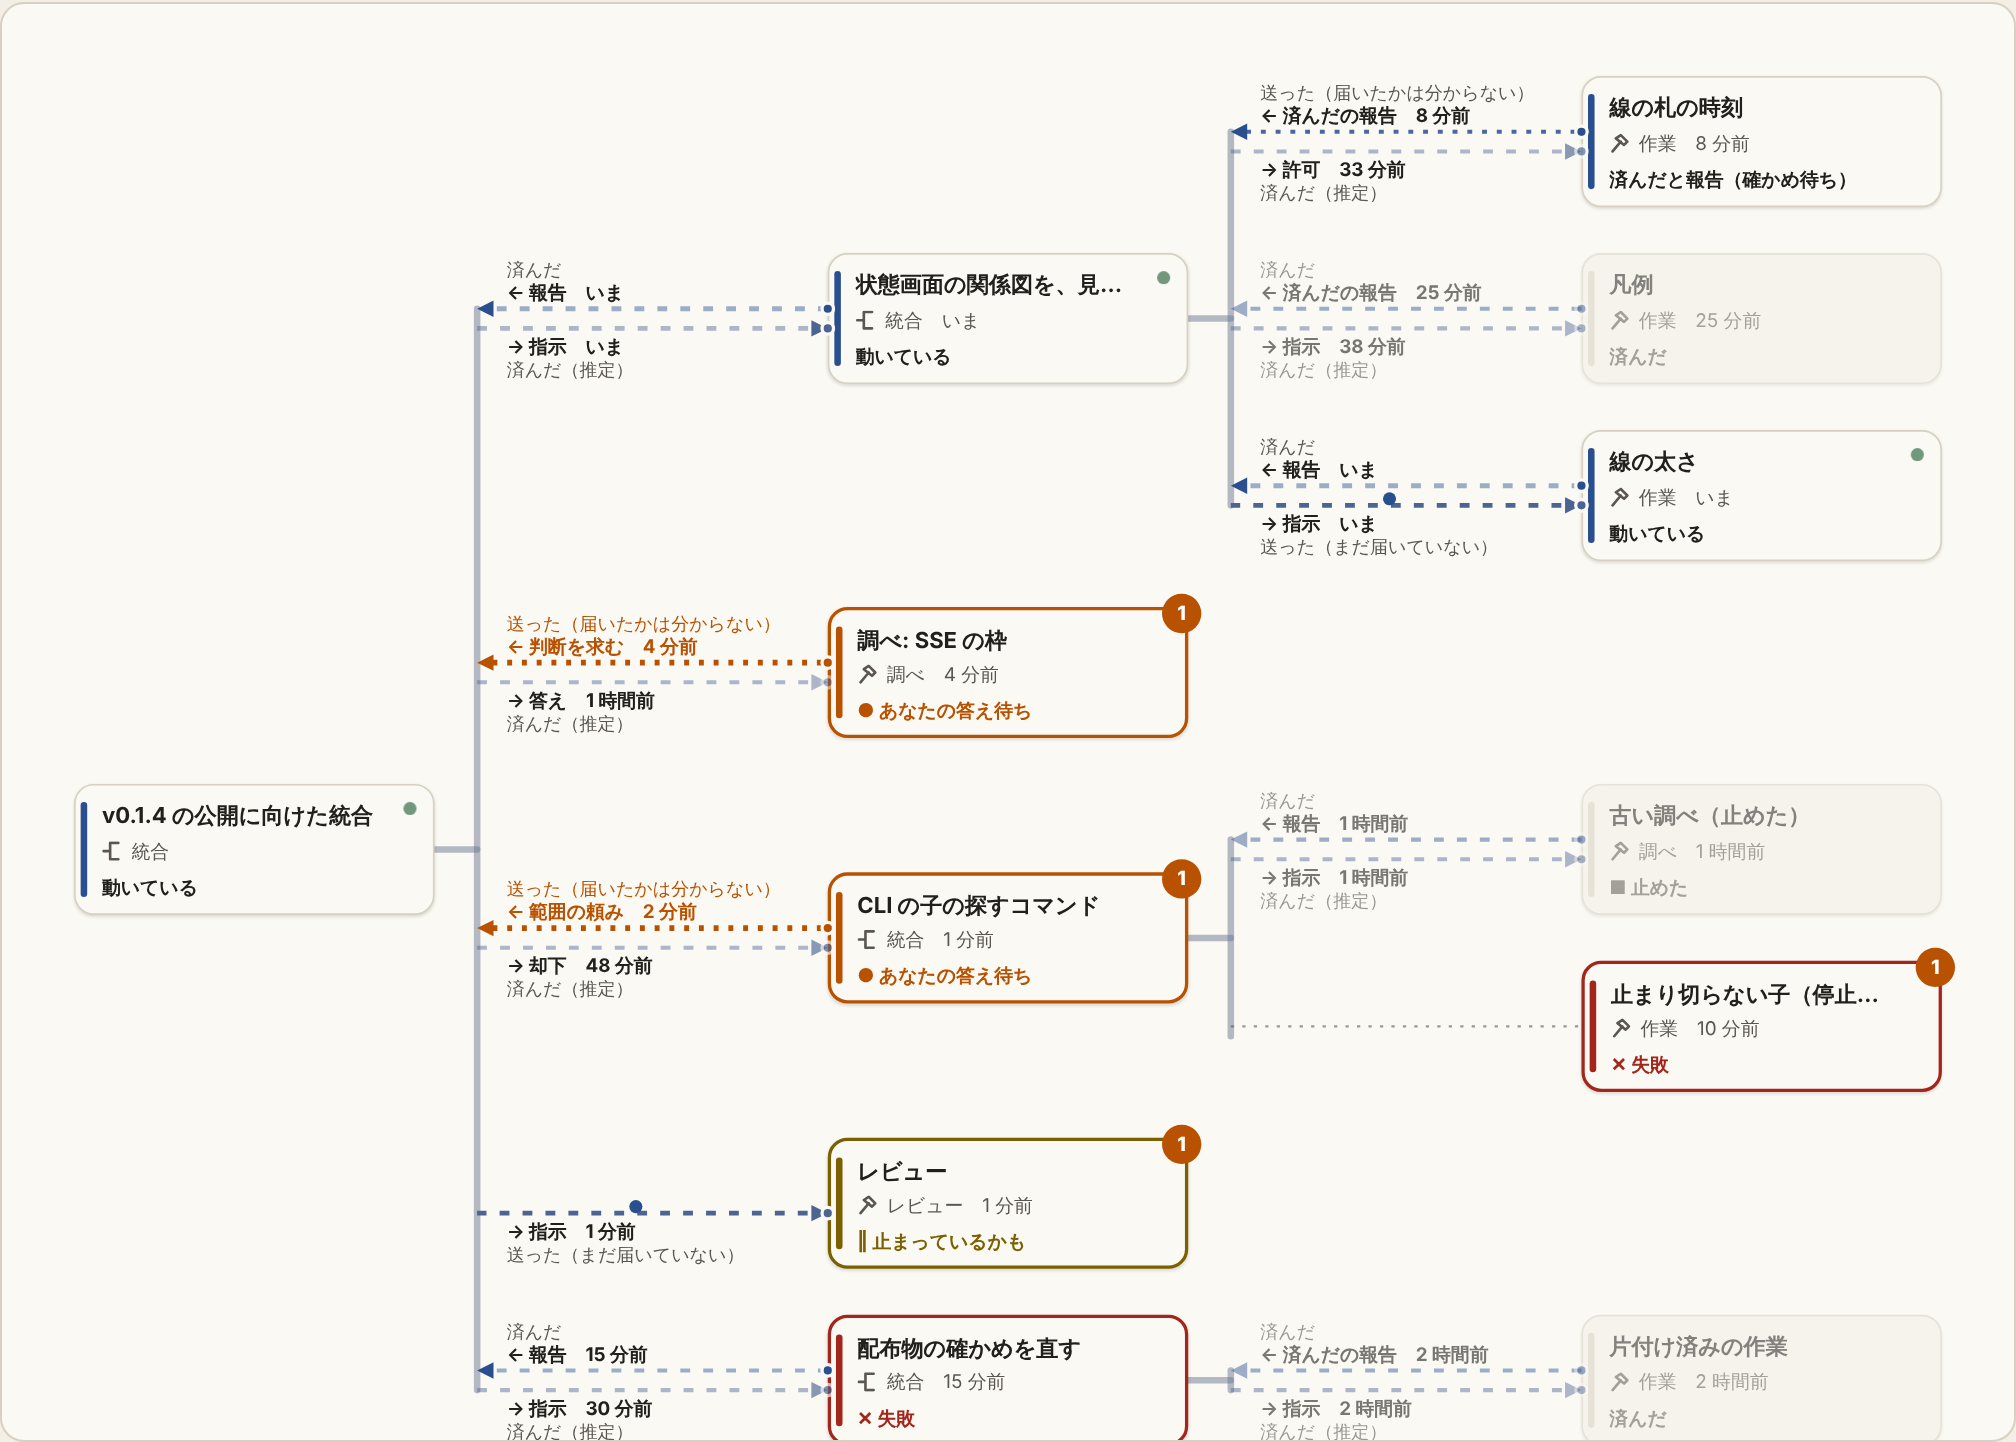 送った（届いたかは分からない）
← 済んだの報告　8 分前
→ 許可　33 分前
済んだ（推定）
線の札の時刻
作業　8 分前
済んだと報告（確かめ待ち）
済んだ
← 報告　いま
→ 指示　いま
済んだ（推定）
状態画面の関係図を、見…
統合　いま
動いている
済んだ
← 済んだの報告　25 分前
→ 指示　38 分前
済んだ（推定）
凡例
作業　25 分前
済んだ
済んだ
← 報告　いま
→ 指示　いま
送った（まだ届いていない）
線の太さ
作業　いま
動いている
送った（届いたかは分からない）
← 判断を求む　4 分前
→ 答え　1 時間前
済んだ（推定）
1
調べ: SSE の枠
調べ　4 分前
あなたの答え待ち
v0.1.4 の公開に向けた統合
統合
動いている
送った（届いたかは分からない）
← 範囲の頼み　2 分前
→ 却下　48 分前
済んだ（推定）
1
CLI の子の探すコマンド
統合　1 分前
あなたの答え待ち
済んだ
← 報告　1 時間前
→ 指示　1 時間前
済んだ（推定）
古い調べ（止めた）
調べ　1 時間前
■ 止めた
1
止まり切らない子（停止…
作業　10 分前
✕ 失敗
→ 指示　1 分前
送った（まだ届いていない）
1
レビュー
レビュー　1 分前
‖ 止まっているかも
済んだ
← 報告　15 分前
→ 指示　30 分前
済んだ（推定）
配布物の確かめを直す
統合　15 分前
✕ 失敗
済んだ
← 済んだの報告　2 時間前
→ 指示　2 時間前
済んだ（推定）
片付け済みの作業
作業　2 時間前
済んだ